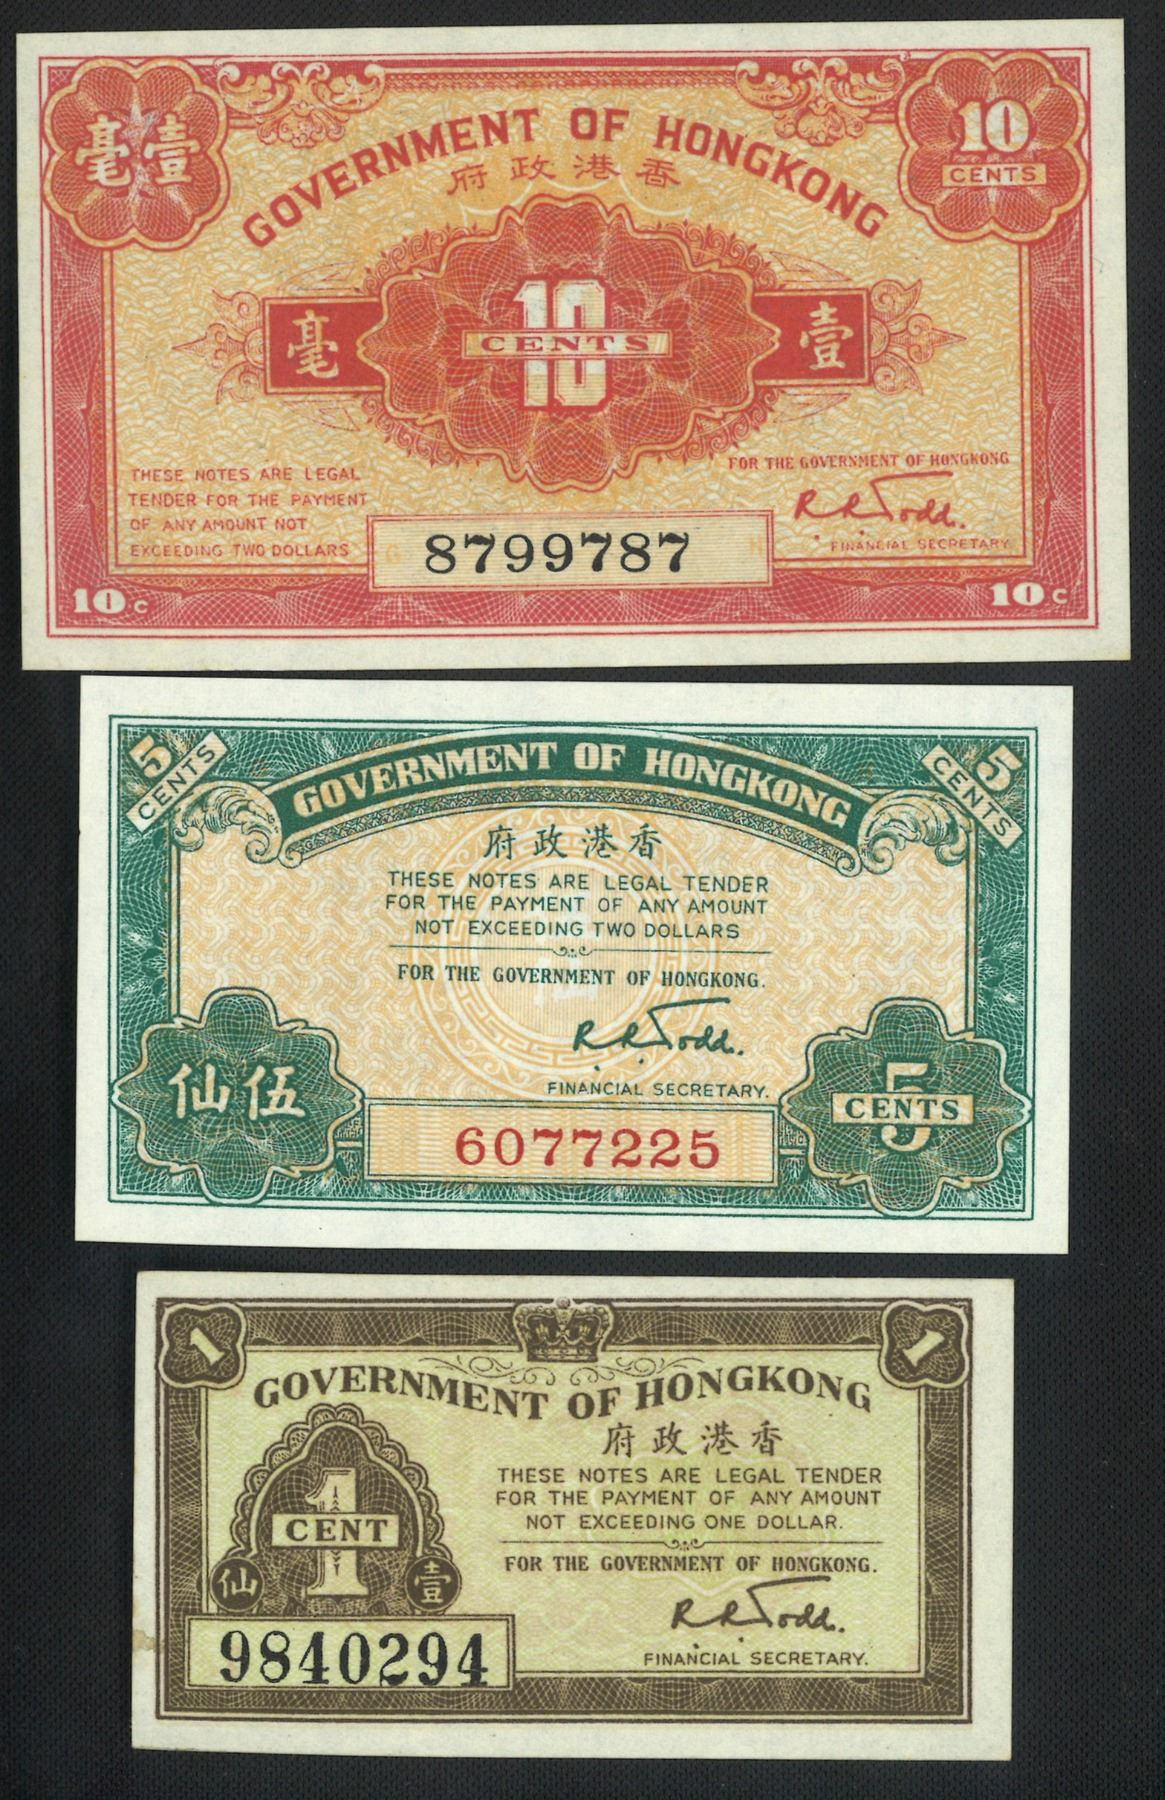 毫壹
10
CENTS
GOVERNMENT OF HONGKONG
府政港香
毫
10
CENTS
壹
THESE NOTES ARE LEGAL
TENDER FOR THE PAYMENT
OF ANY AMOUNT NOT
EXCEEDING TWO DOLLARS
FOR THE GOVERNMENT OF HONGKONG
R.R. Todd.
FINANCIAL SECRETARY
G 8799787 N
10 C
10 C
5
CENTS
5
CENTS
GOVERNMENT OF HONGKONG
府政港香
THESE NOTES ARE LEGAL TENDER
FOR THE PAYMENT OF ANY AMOUNT
NOT EXCEEDING TWO DOLLARS
FOR THE GOVERNMENT OF HONGKONG.
R.R. Todd.
FINANCIAL SECRETARY.
仙伍
5
CENTS
6077225
1
1
GOVERNMENT OF HONGKONG
府政港香
THESE NOTES ARE LEGAL TENDER
FOR THE PAYMENT OF ANY AMOUNT
NOT EXCEEDING ONE DOLLAR.
FOR THE GOVERNMENT OF HONGKONG.
R.R. Todd.
FINANCIAL SECRETARY.
1
CENT
仙
壹
9840294